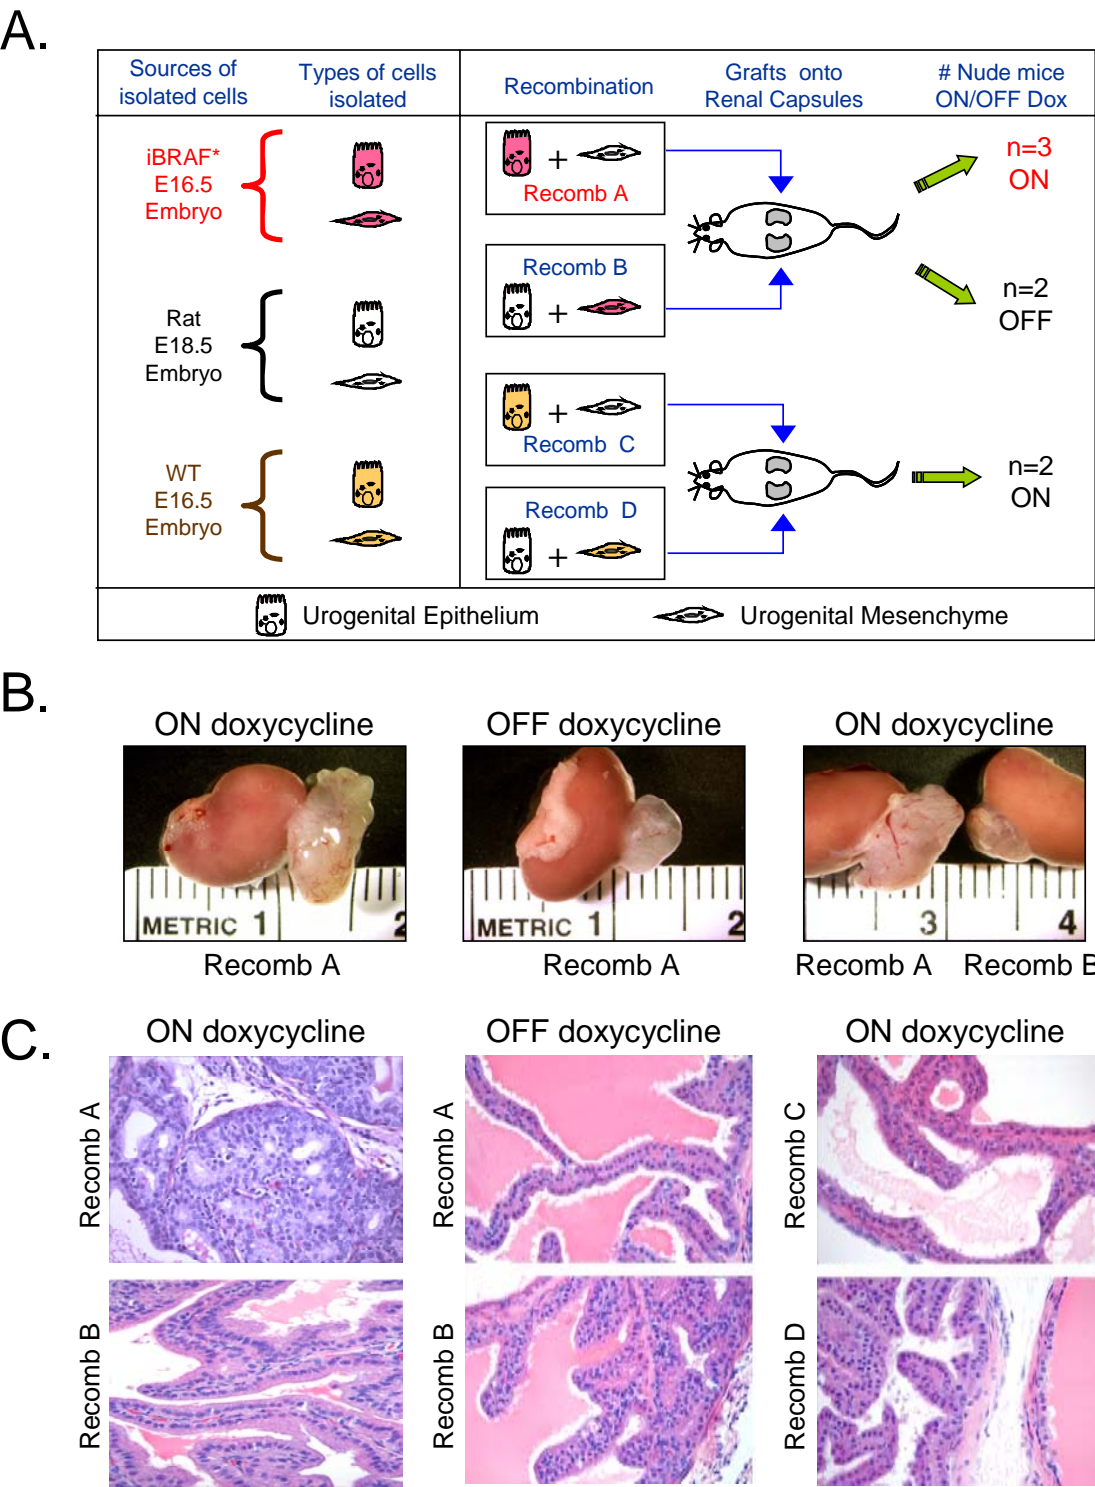 A.
Sources of
isolated cells
Types of cells
isolated
Recombination
Grafts onto
Renal Capsules
# Nude mice
ON/OFF Dox
iBRAF*
E16.5
Embryo
Rat
E18.5
Embryo
WT
E16.5
Embryo
+
Recomb A
Recomb B
+
+
Recomb C
Recomb D
+
n=3
ON
n=2
OFF
n=2
ON
Urogenital Epithelium
Urogenital Mesenchyme
B.
ON doxycycline
OFF doxycycline
ON doxycycline
METRIC 1 2
METRIC 1 2
3 4
Recomb A
Recomb A
Recomb A
Recomb B
C.
ON doxycycline
OFF doxycycline
ON doxycycline
Recomb A
Recomb A
Recomb C
Recomb B
Recomb B
Recomb D